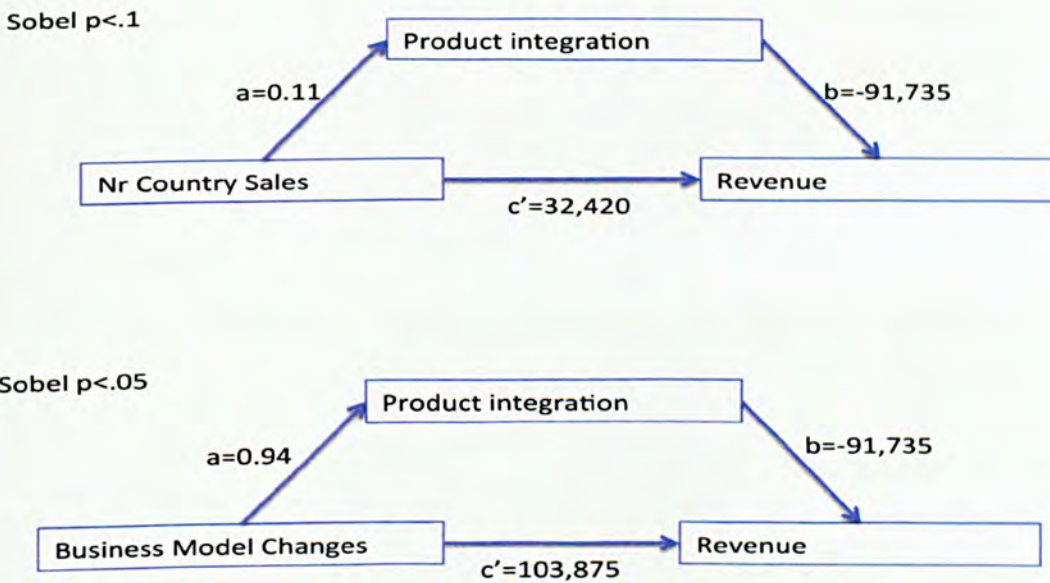 Sobel p<.1
Product integration
a=0.11
b=-91,735
Nr Country Sales
Revenue
c'=32,420
Sobel p<.05
Product integration
a=0.94
b=-91,735
Business Model Changes
Revenue
c'=103,875